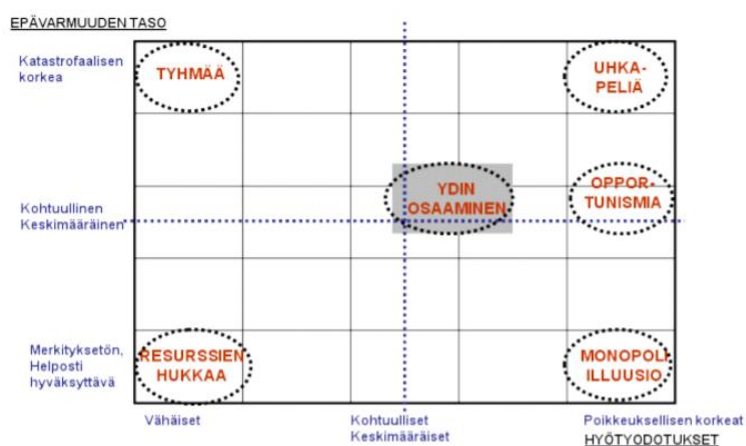 EPÄVARMUUDEN TASO
Katastrofaalisen
korkea
TYHMÄÄ
UHKA-
PELIÄ
YDIN
OSAAMINEN
OPPOR-
TUNISMIA
Kohtuullinen
Keskimääräinen
Merkityksetön,
Helposti
hyväksyttävä
RESURSSIEN
HUKKAA
MONOPOLI
ILLUUSIO
Vähäiset
Kohtuulliset
Keskimääräiset
Poikkeuksellisen korkeat
HYÖTYODOTUKSET